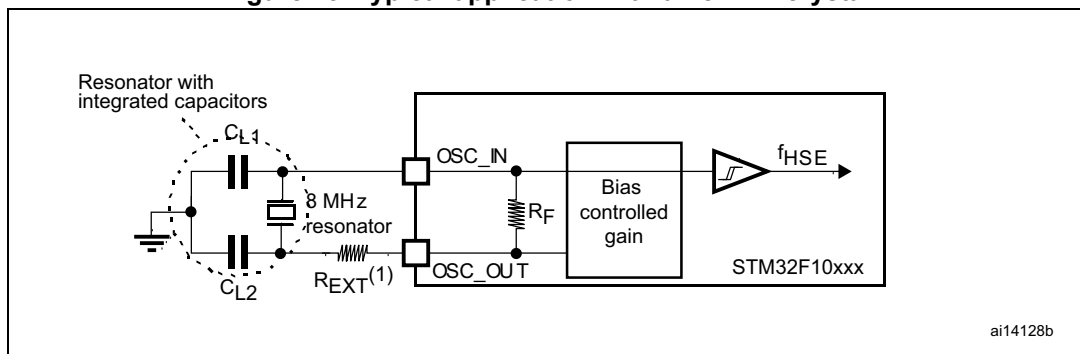 Resonator with
integrated capacitors
CL1
8 MHz
resonator
CL2
REXT(1)
OSC_IN
OSC_OUT
RF
Bias
controlled
gain
fHSE
STM32F10xxx
ai14128b